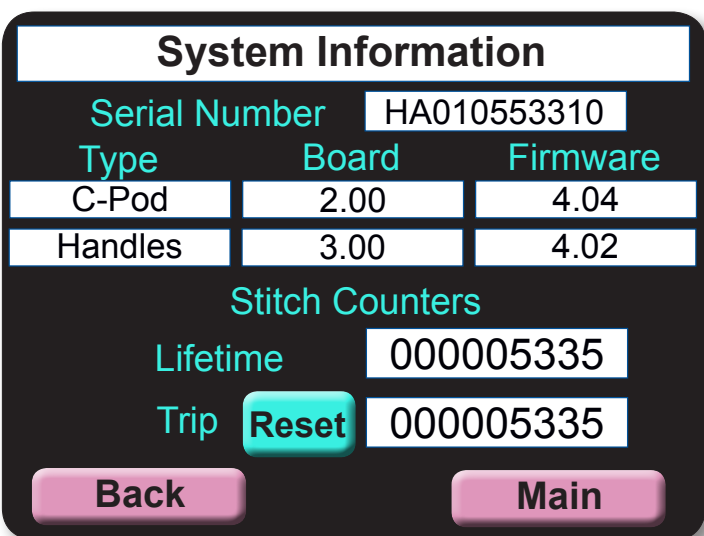 System Information
Serial Number HA010553310
Type Board Firmware
C-Pod 2.00 4.04
Handles 3.00 4.02
Stitch Counters
Lifetime 000005335
Trip Reset 000005335
Back Main